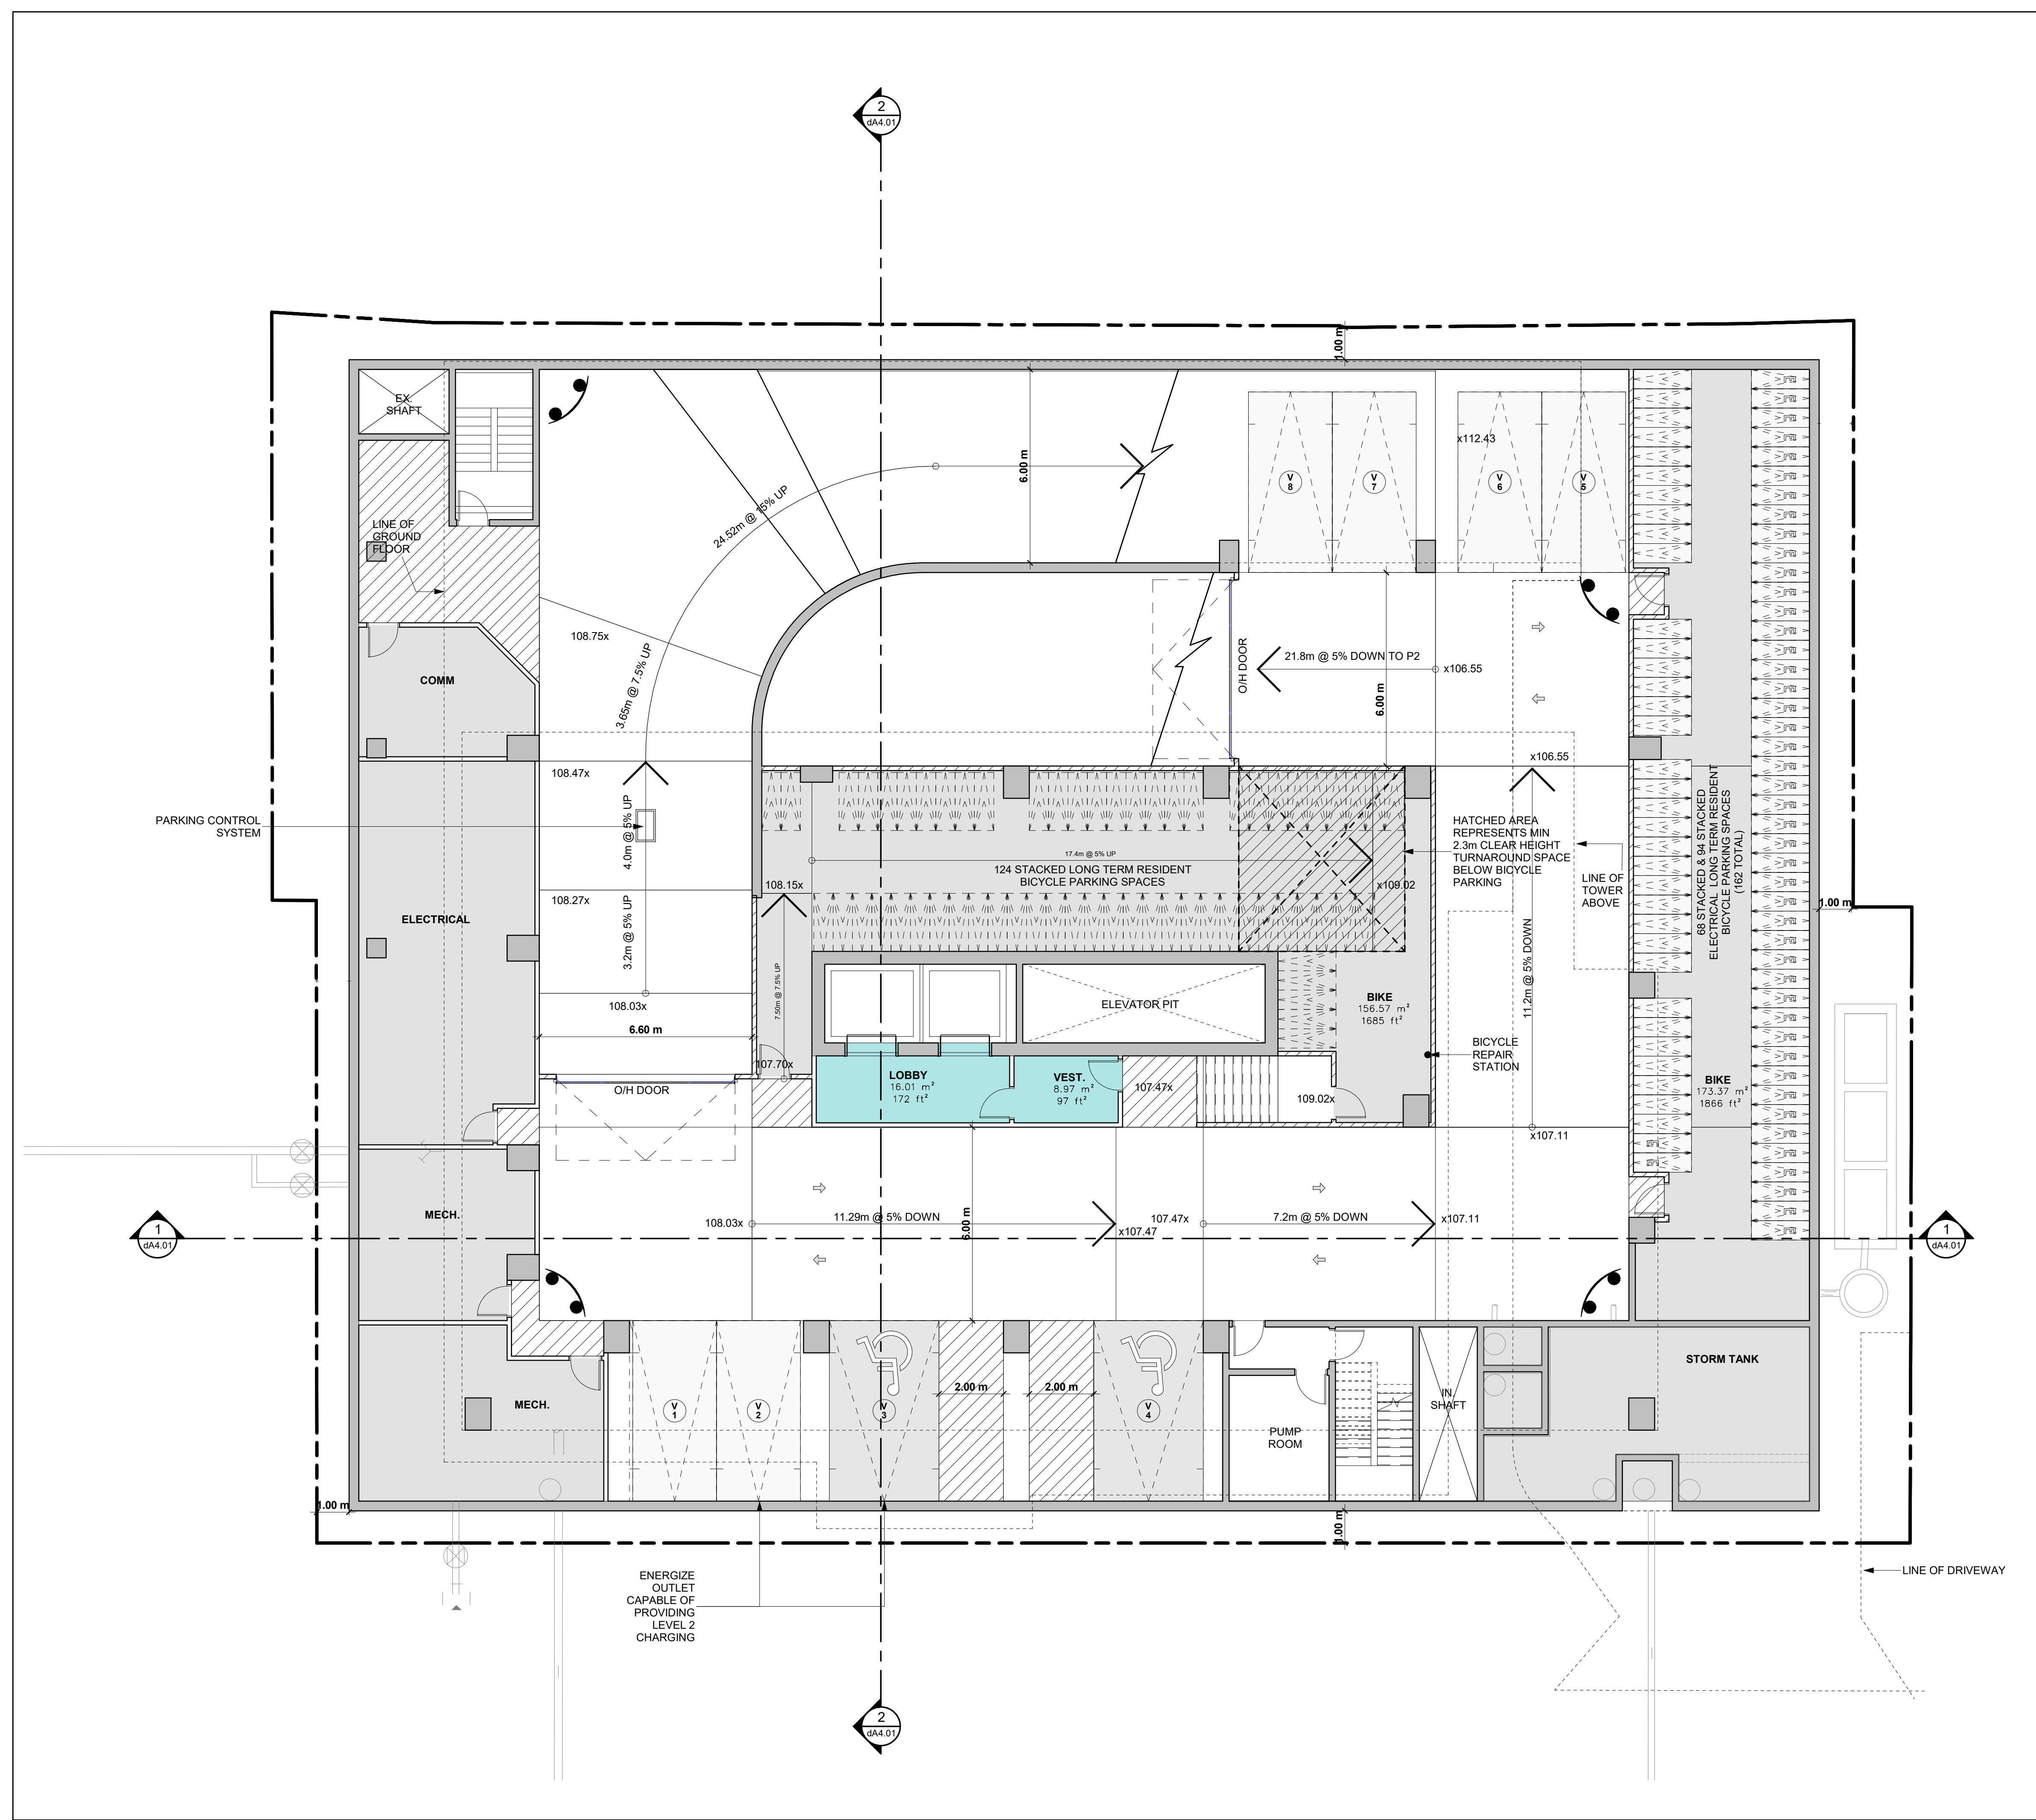 2
dA4.01
1.00 m
EX.
SHAFT
x112.43
6.00 m
V
8
V
7
V
6
V
5
24.52m @ 15% UP
LINE OF
GROUND
FLOOR
108.75x
3.65m @ 7.5% UP
O/H DOOR
21.8m @ 5% DOWN TO P2
x106.55
6.00 m
COMM
108.47x
x106.55
PARKING CONTROL
SYSTEM
4.0m @ 5% UP
17.4m @ 5% UP
124 STACKED LONG TERM RESIDENT
BICYCLE PARKING SPACES
HATCHED AREA
REPRESENTS MIN
2.3m CLEAR HEIGHT
TURNAROUND SPACE
BELOW BICYCLE
PARKING
LINE OF
TOWER
ABOVE
68 STACKED & 94 STACKED
ELECTRICAL LONG TERM RESIDENT
BICYCLE PARKING SPACES
(162 TOTAL)
108.15x
x109.02
108.27x
1.00 m
ELECTRICAL
3.2m @ 5% UP
7.50m @ 7.5% UP
11.2m @ 5% DOWN
108.03x
ELEVATOR PIT
BIKE
156.57 m²
1685 ft²
6.60 m
BICYCLE
REPAIR
STATION
107.70x
O/H DOOR
LOBBY
16.01 m²
172 ft²
VEST.
8.97 m²
97 ft²
107.47x
109.02x
BIKE
173.37 m²
1866 ft²
x107.11
MECH.
108.03x
11.29m @ 5% DOWN
6.00 m
x107.47
107.47x
7.2m @ 5% DOWN
x107.11
1
dA4.01
1
dA4.01
STORM TANK
MECH.
V
1
V
2
V
3
2.00 m
2.00 m
V
4
PUMP
ROOM
IN.
SHAFT
1.00 m
1.00 m
ENERGIZE
OUTLET
CAPABLE OF
PROVIDING
LEVEL 2
CHARGING
LINE OF DRIVEWAY
2
dA4.01